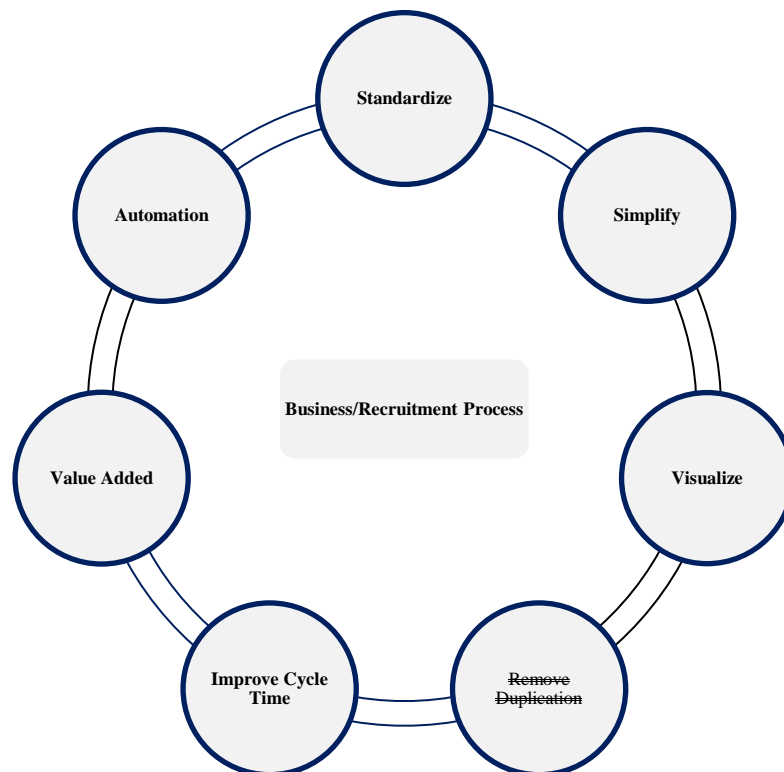 Standardize
Automation
Simplify
Business/Recruitment Process
Value Added
Visualize
Improve Cycle
Time
~~Remove~~
~~Duplication~~